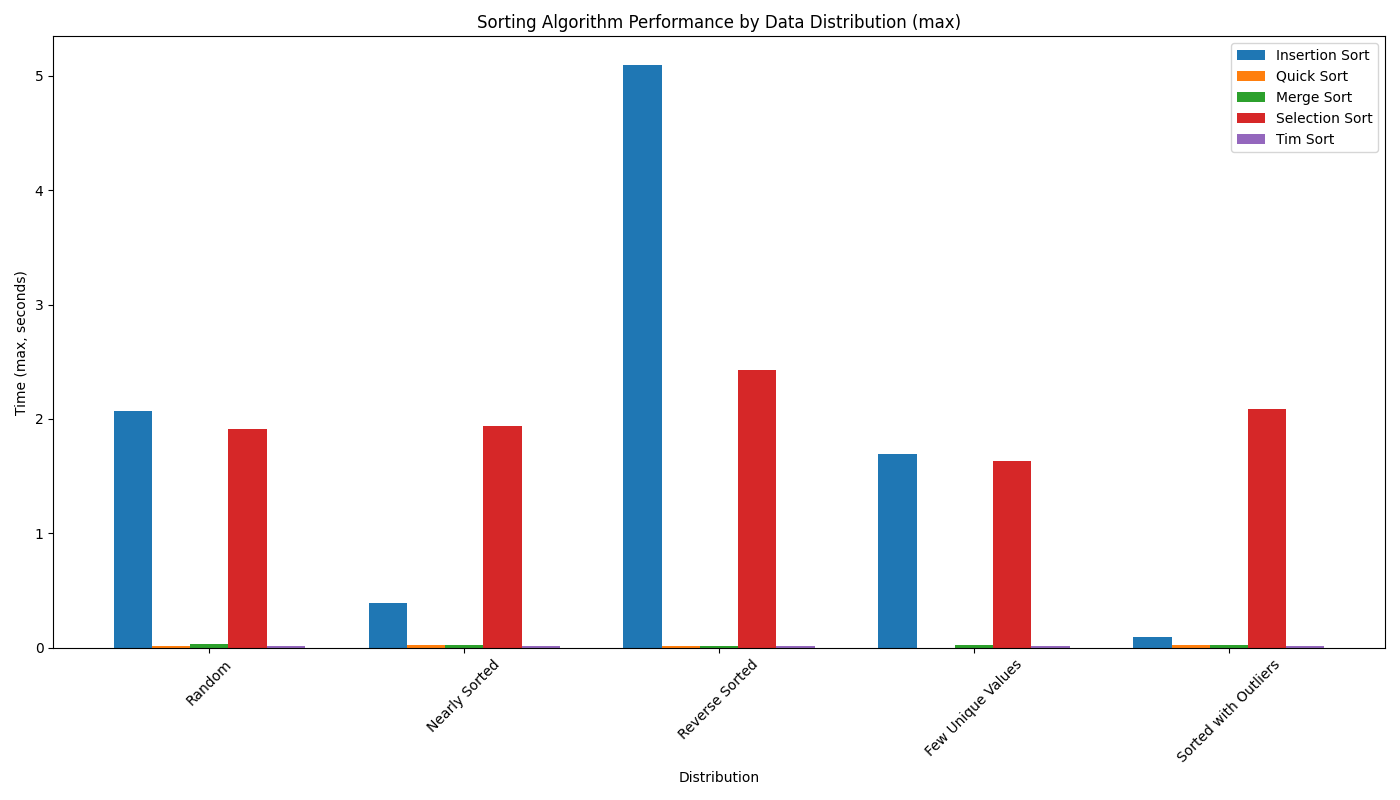 Sorting Algorithm Performance by Data Distribution (max)
Insertion Sort
Quick Sort
Merge Sort
Selection Sort
Tim Sort
Time (max, seconds)
5
4
3
2
1
0
Random
Nearly Sorted
Reverse Sorted
Few Unique Values
Sorted with Outliers
Distribution